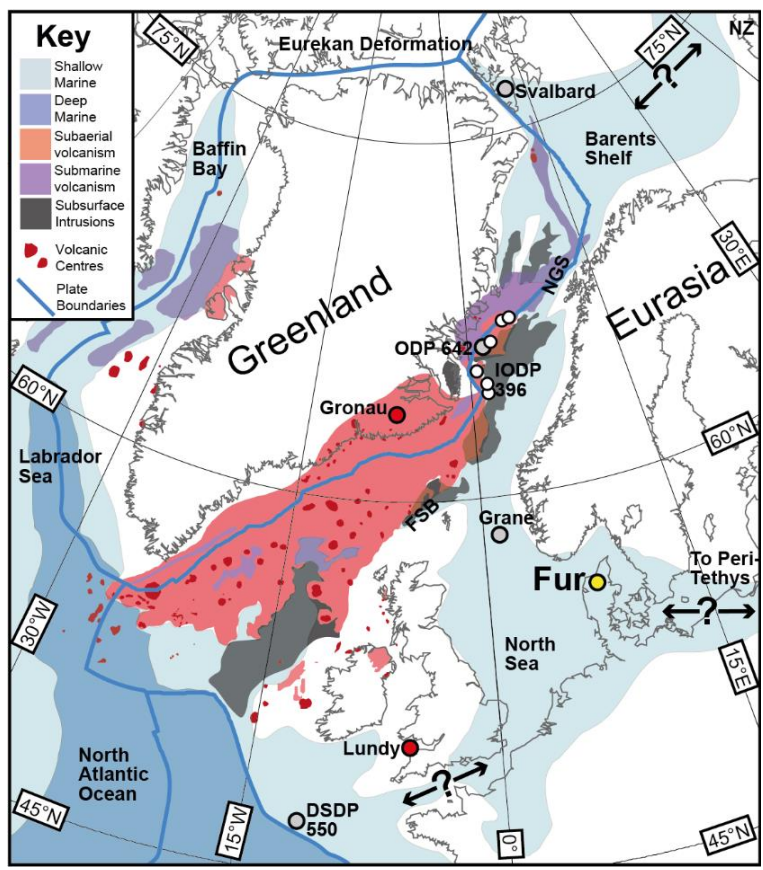 Key
Shallow
Marine
Deep
Marine
Subaerial
volcanism
Submarine
volcanism
Subsurface
Intrusions
Volcanic
Centres
Plate
Boundaries
75°N
Eurekan Deformation
75°N
NZ
?
Svalbard
Baffin
Bay
Barents
Shelf
30°E
NGS
Greenland
Eurasia
ODP 642
IODP
396
60°N
Gronau
60°N
Labrador
Sea
FSB
Grane
Fur
To Peri-
Tethys
?
30°W
North
Sea
15°E
Lundy
North
Atlantic
Ocean
?
DSDP
550
45°N
15°W
0°
45°N